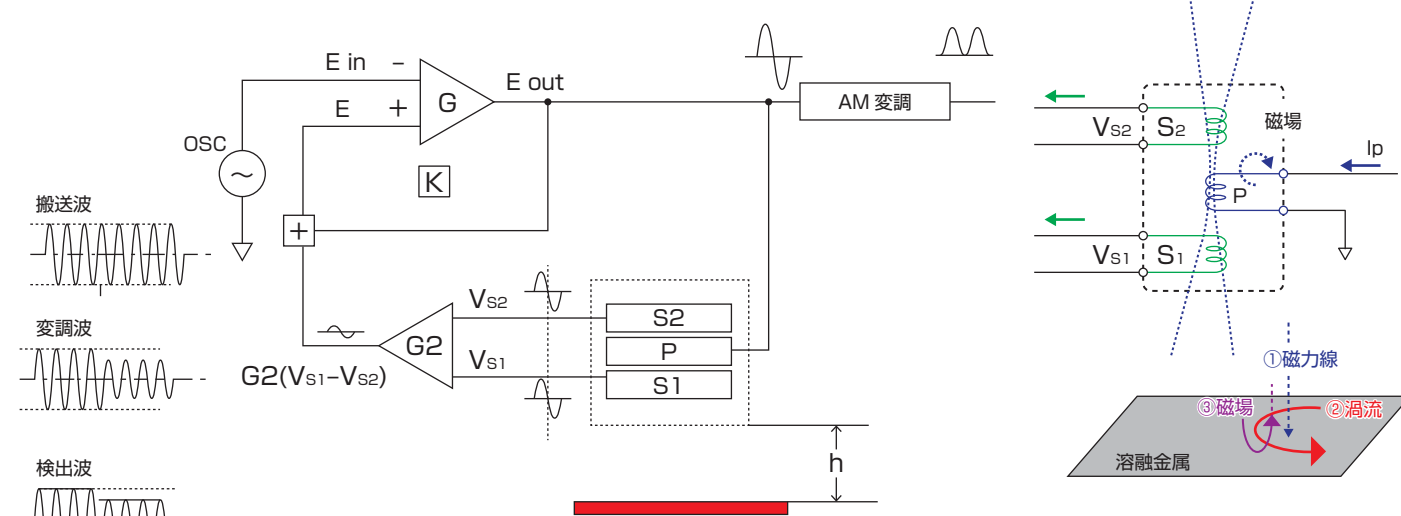 E in
−
E
+
G
E out
OSC
～
K
+
AM 変調
搬送波
変調波
検出波
VS2
VS1
G2
G2(VS1−VS2)
S2
P
S1
h
VS2
S2
磁場
Ip
P
VS1
S1
①磁力線
③磁場
②渦流
溶融金属